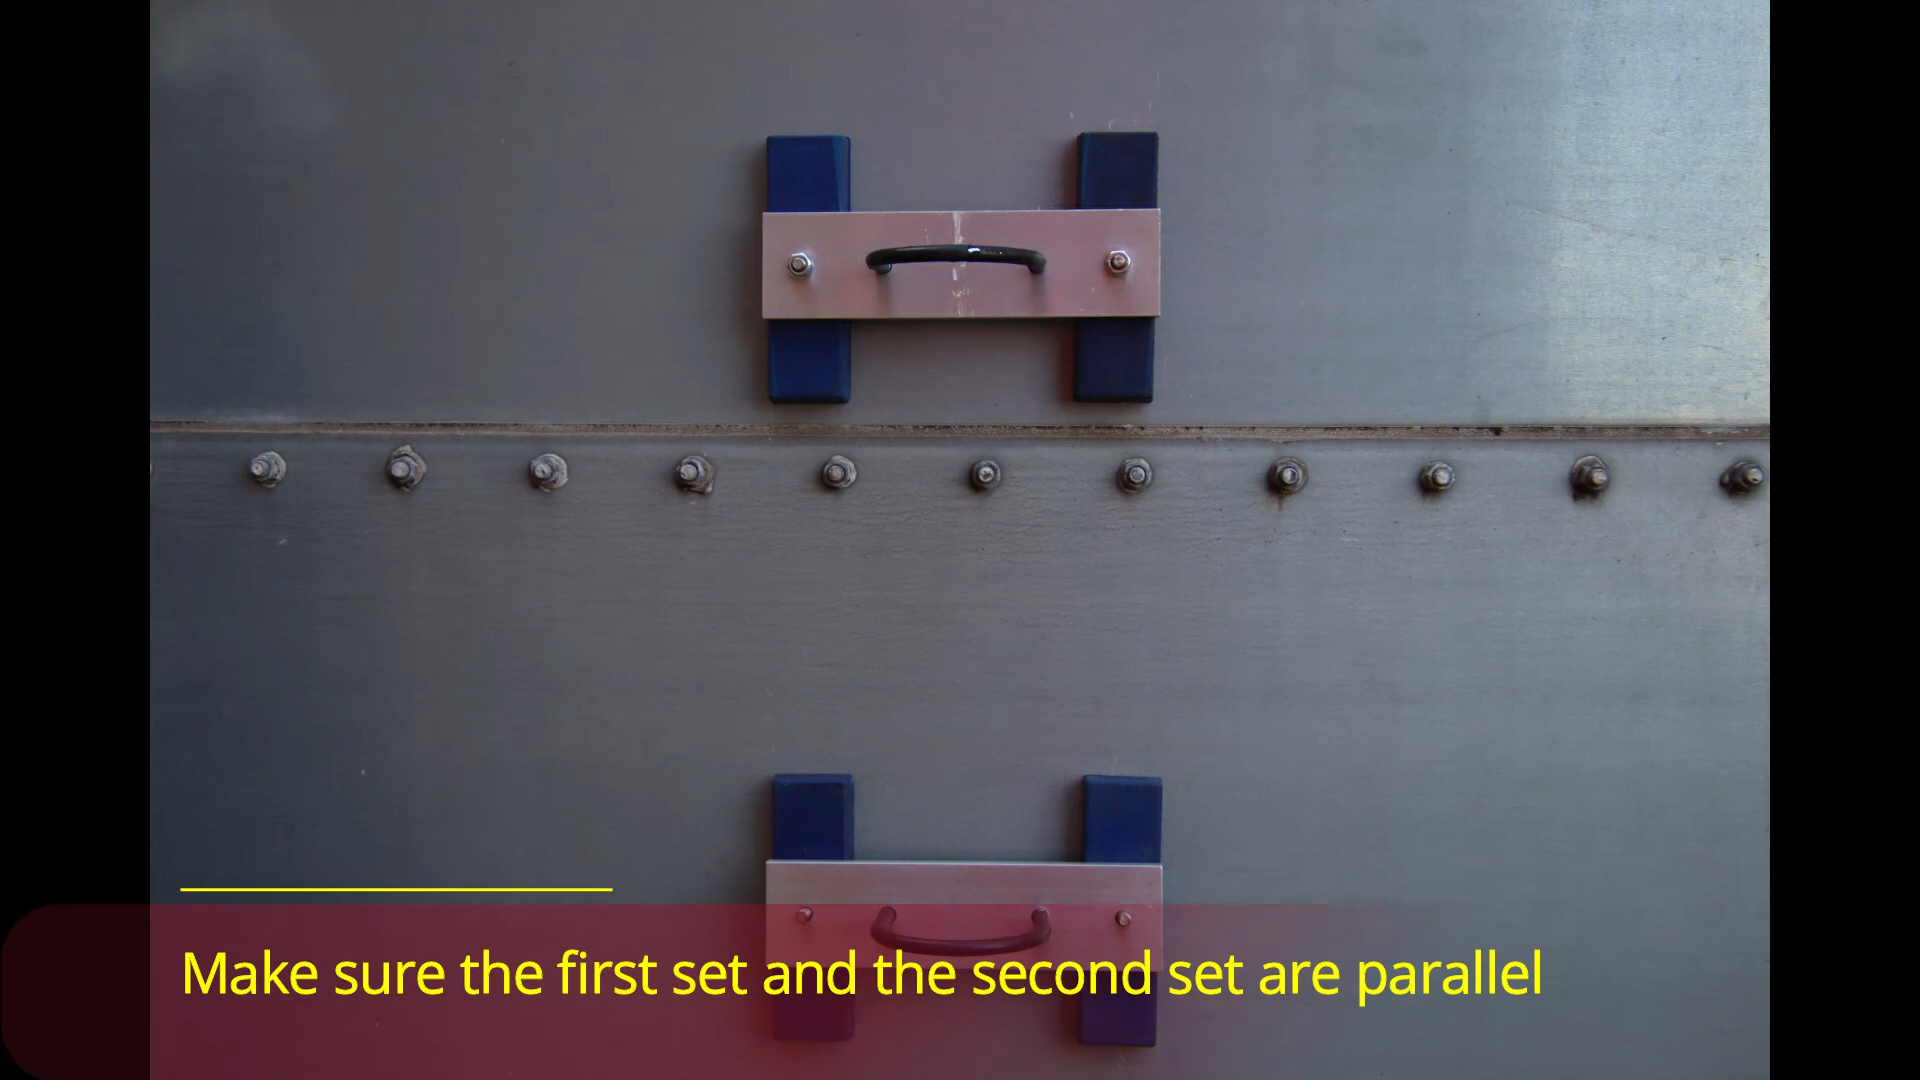 Make sure the first set and the second set are parallel